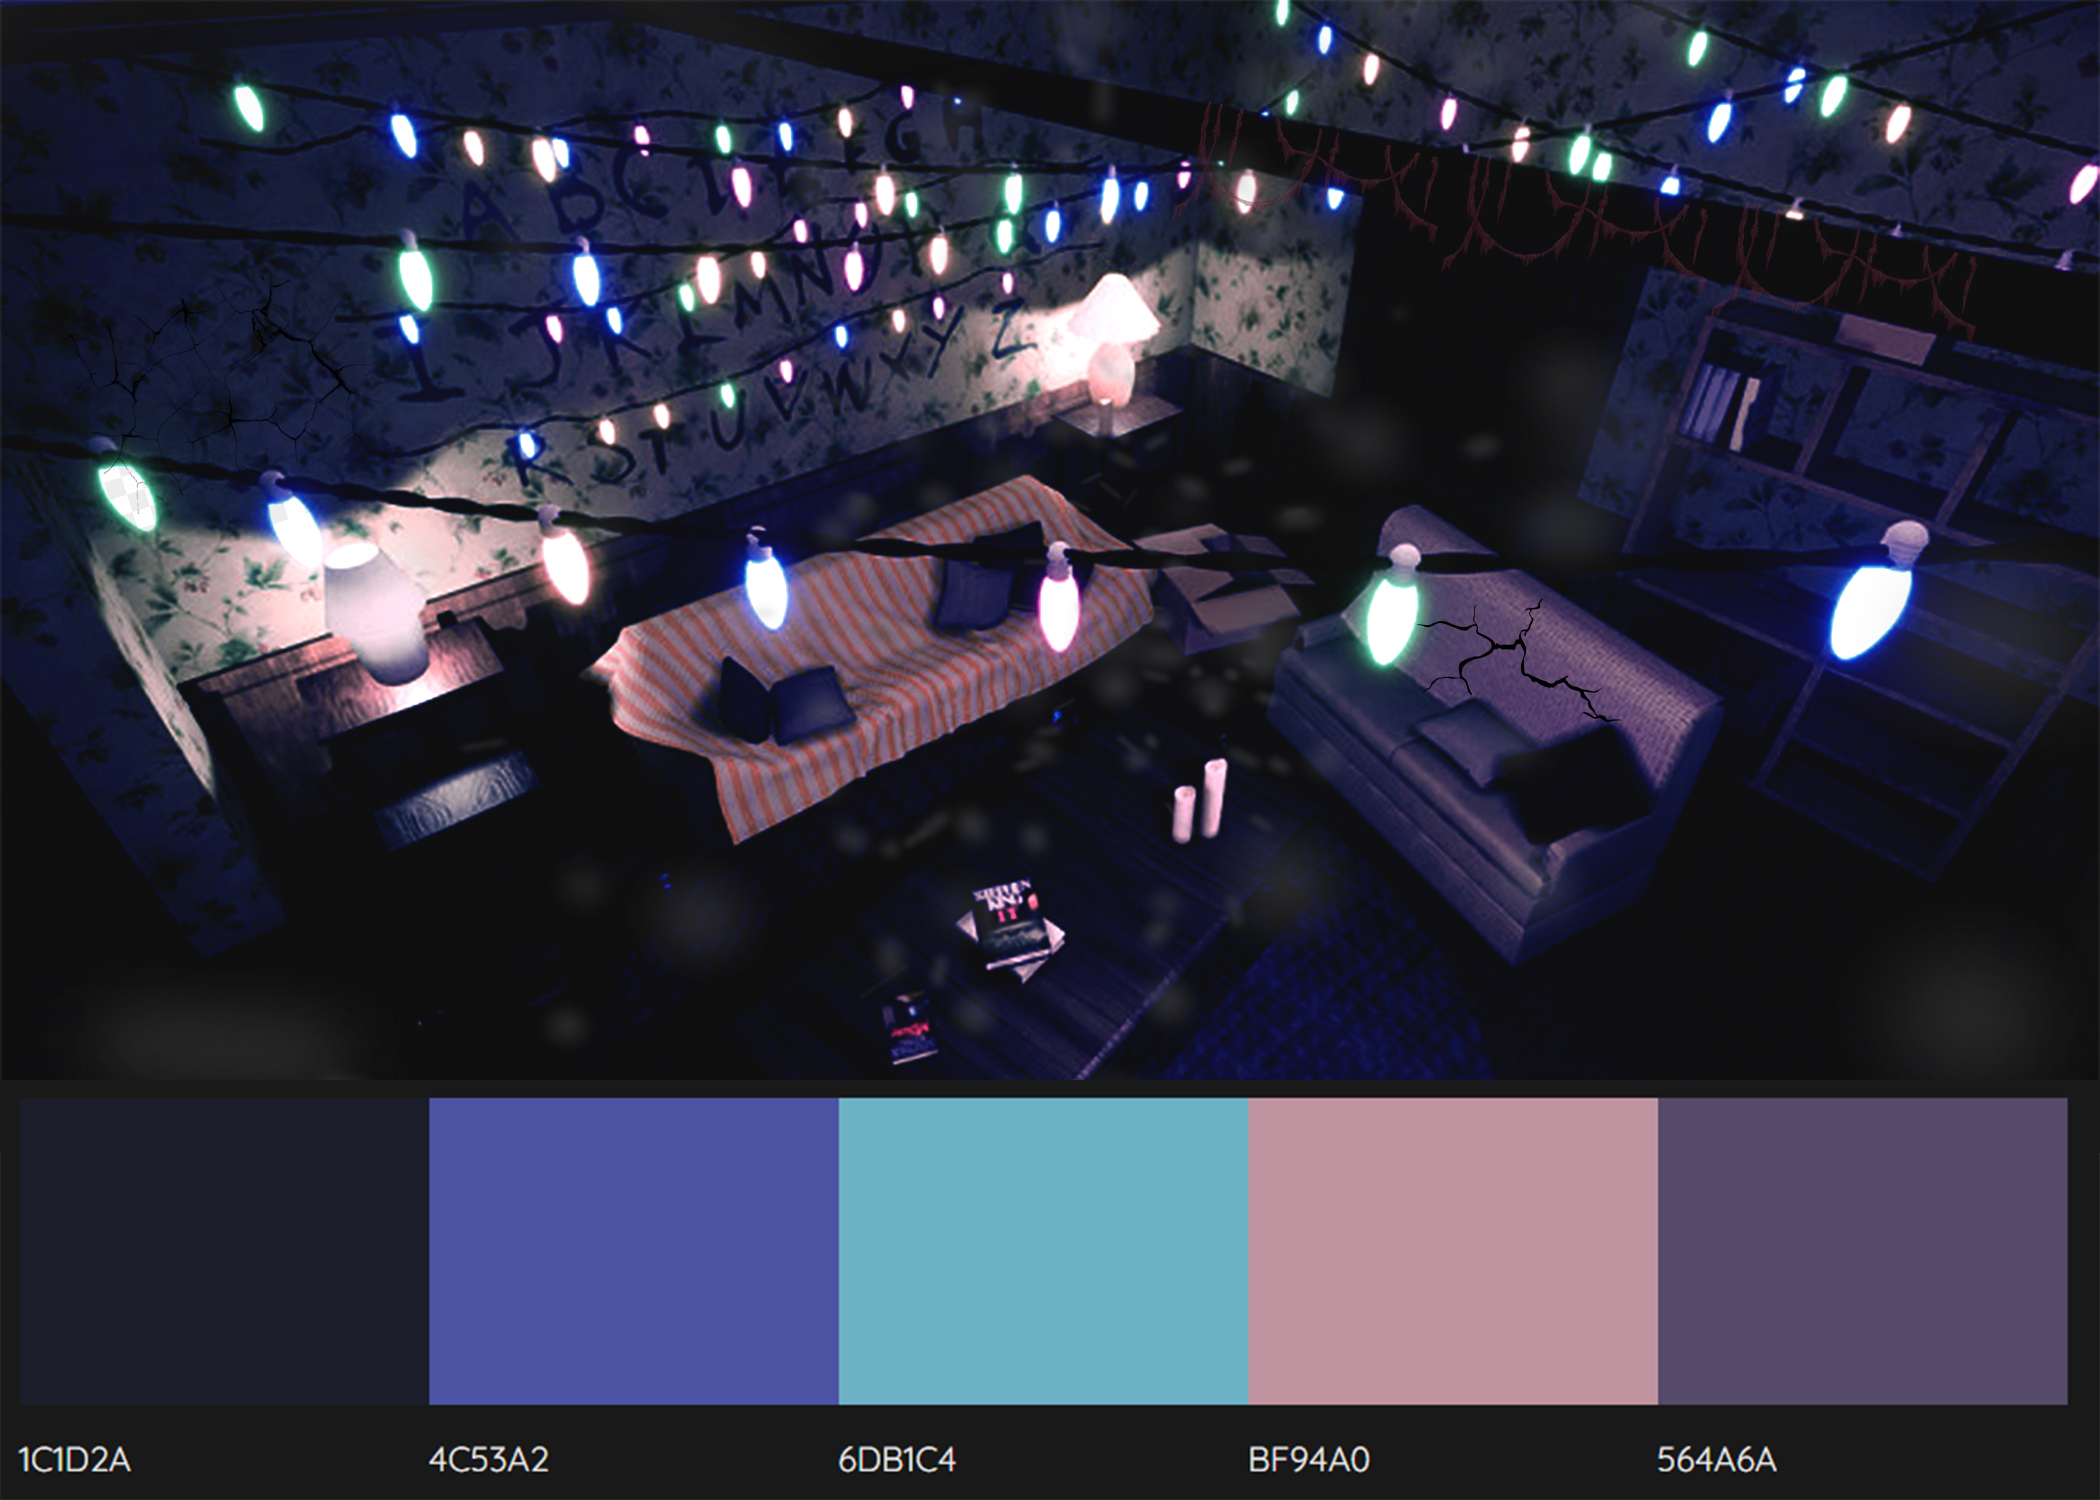 A B C D E F G H
I J K L M N O P Q
R S T U V W X Y Z
STEPHEN
KING
IT
1C1D2A
4C53A2
6DB1C4
BF94A0
564A6A